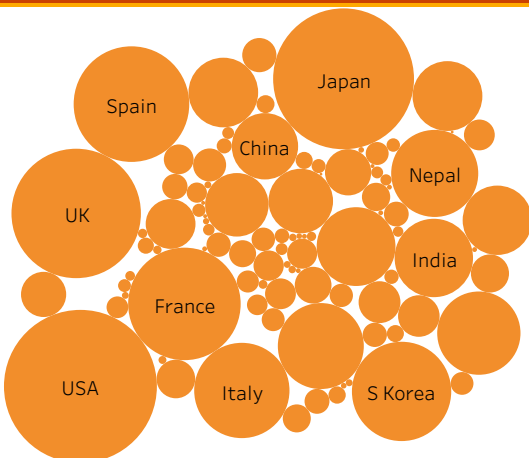 Japan
Spain
China
Nepal
UK
India
France
USA
Italy
S Korea